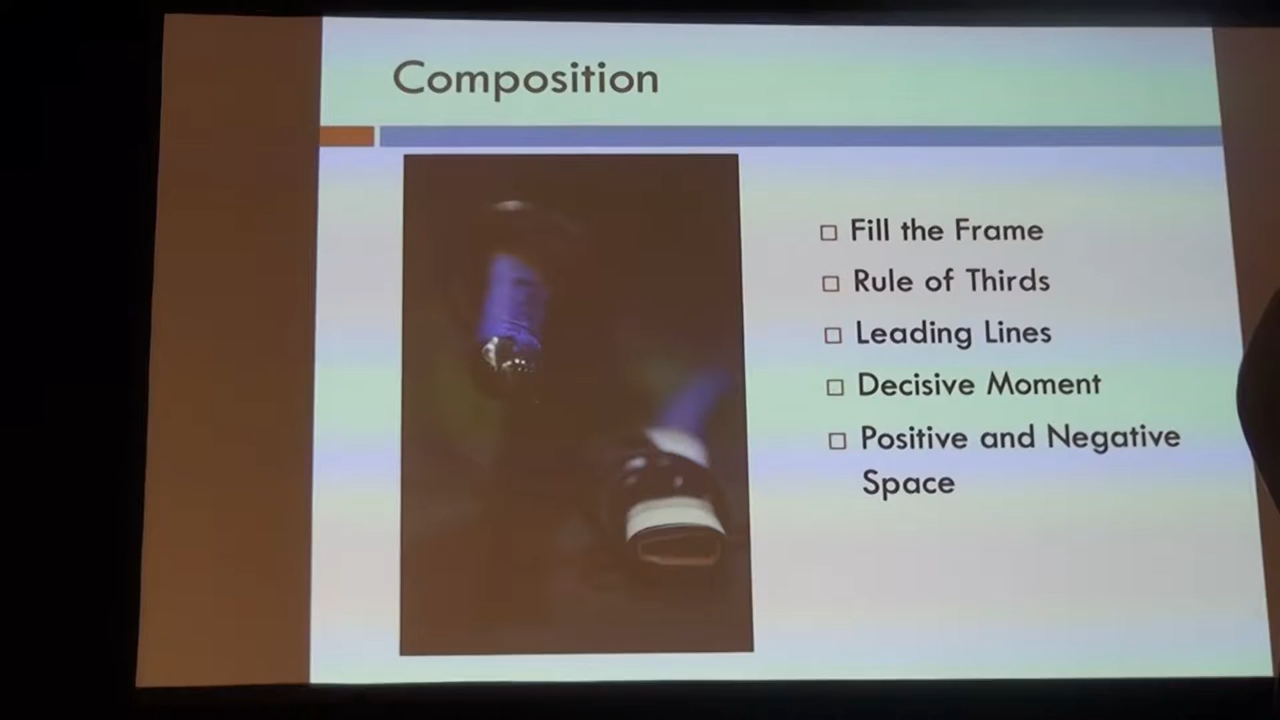 Composition
Fill the Frame
Rule of Thirds
Leading Lines
Decisive Moment
Positive and Negative
Space